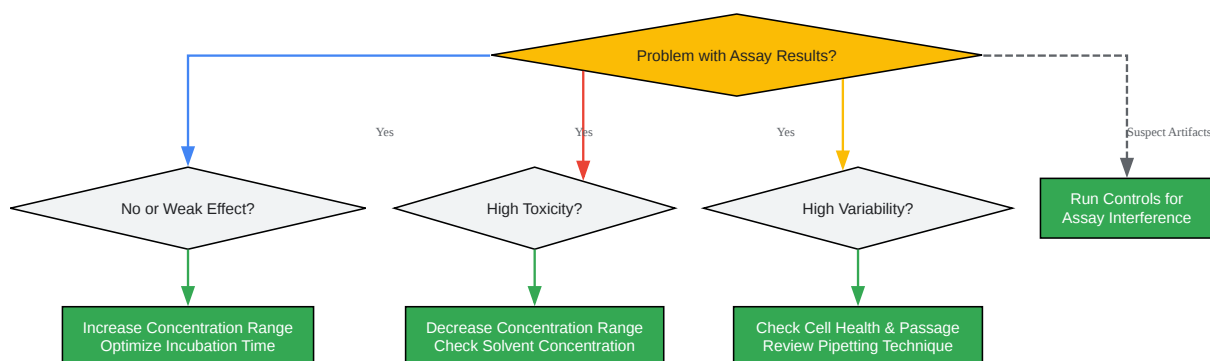 Problem with Assay Results?
Yes
Yes
Yes
Suspect Artifacts
No or Weak Effect?
High Toxicity?
High Variability?
Run Controls for
Assay Interference
Increase Concentration Range
Optimize Incubation Time
Decrease Concentration Range
Check Solvent Concentration
Check Cell Health & Passage
Review Pipetting Technique